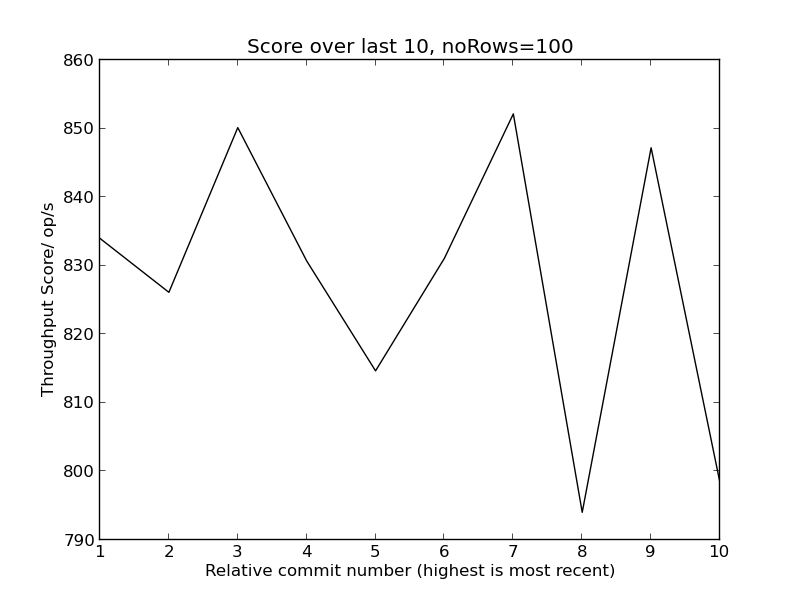 Score over last 10, noRows=100
860
850
840
830
820
810
800
790
Throughput Score/ op/s
1 2 3 4 5 6 7 8 9 10
Relative commit number (highest is most recent)